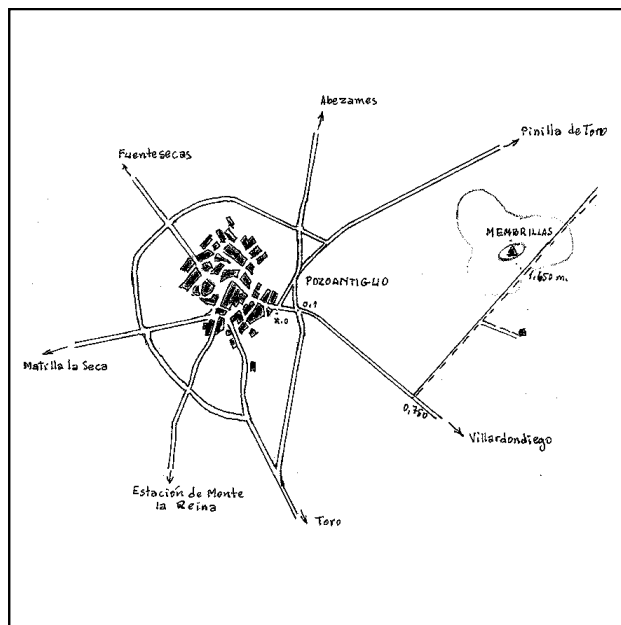 Abezames
Pinilla de Toro
Fuentesecas
MEMBRILLAS
1,650 m.
POZOANTIGUO
0,1
K.0
Matilla la Seca
0,780
Villardondiego
Estación de Monte
la Reina
Toro